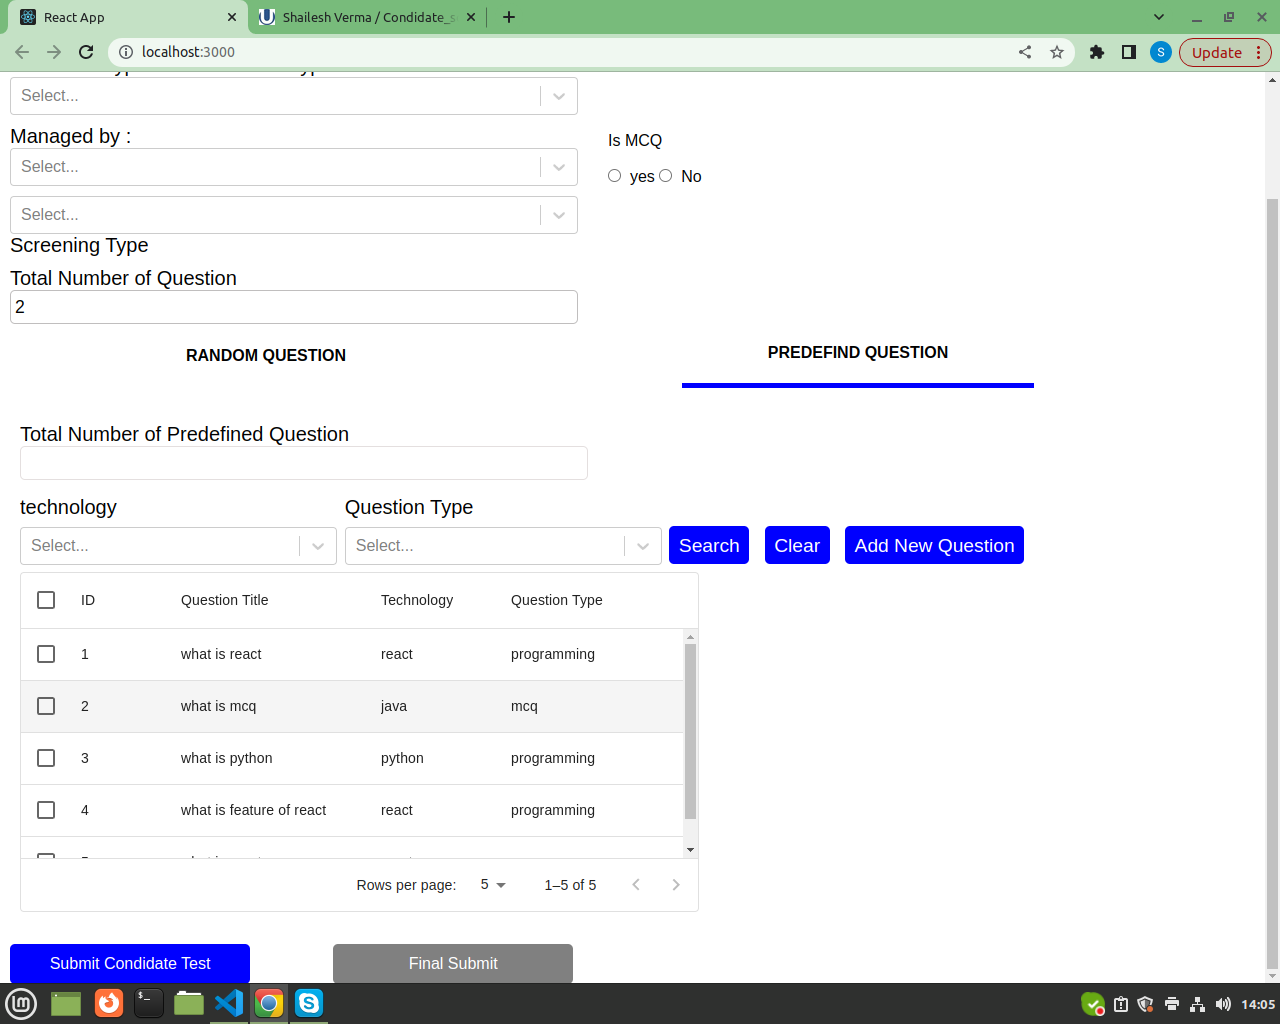 React App
Shailesh Verma / Condidate_s
localhost:3000
S
Update
Select...
Managed by :
Is MCQ
Select...
yes No
Select...
Screening Type
Total Number of Question
2
RANDOM QUESTION
PREDEFIND QUESTION
Total Number of Predefined Question
technology Question Type
Select... Select... Search Clear Add New Question
ID Question Title Technology Question Type
1 what is react react programming
2 what is mcq java mcq
3 what is python python programming
4 what is feature of react react programming
Rows per page: 5 1–5 of 5
Submit Condidate Test Final Submit
14:05